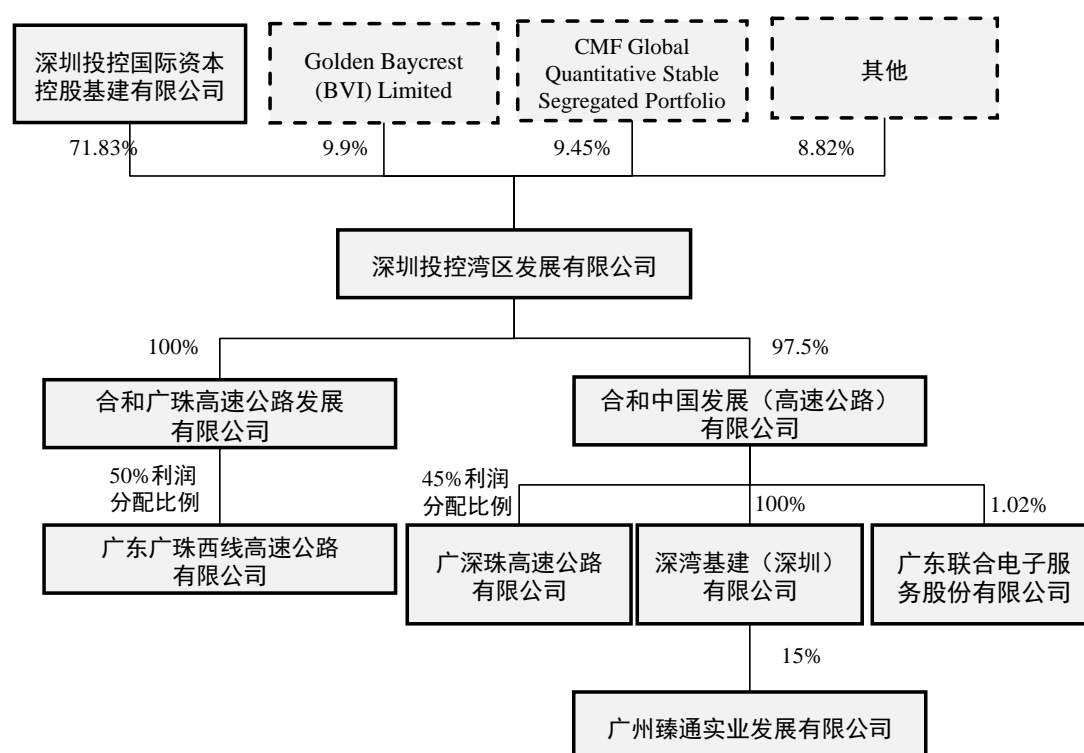 深圳投控国际资本
控股基建有限公司
Golden Baycrest
(BVI) Limited
CMF Global
Quantitative Stable
Segregated Portfolio
其他
71.83%
9.9%
9.45%
8.82%
深圳投控湾区发展有限公司
100%
97.5%
合和广珠高速公路发展
有限公司
合和中国发展（高速公路）
有限公司
50%利润
分配比例
45%利润
分配比例
100%
1.02%
广东广珠西线高速公路
有限公司
广深珠高速公路
有限公司
深湾基建（深圳）
有限公司
广东联合电子服
务股份有限公司
15%
广州臻通实业发展有限公司